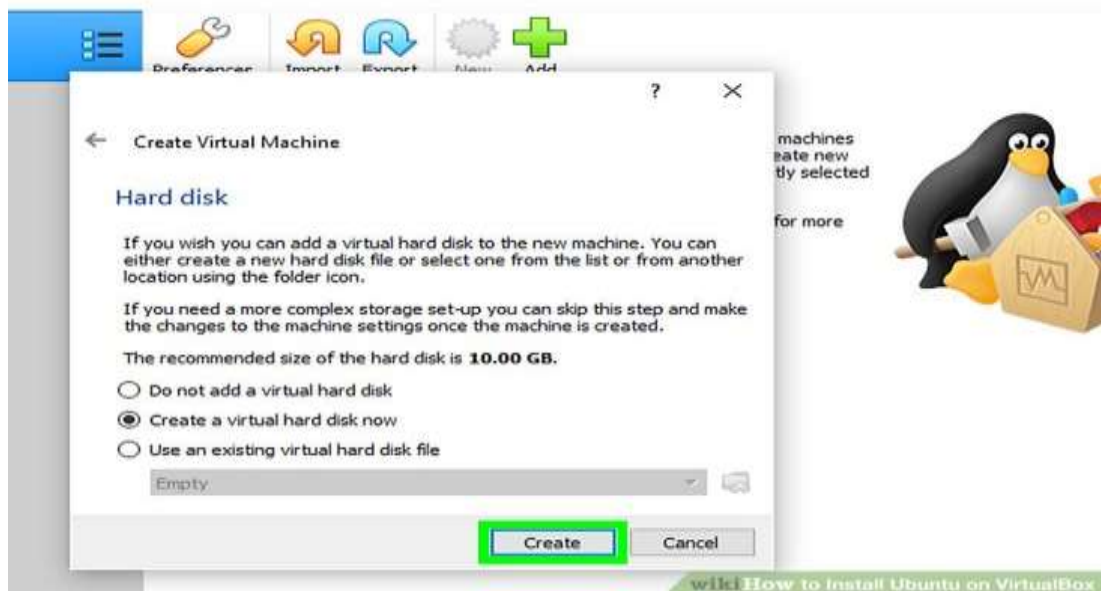 Preferences Import Export New Add
?
Create Virtual Machine
machines
eate new
tly selected
for more
Hard disk
If you wish you can add a virtual hard disk to the new machine. You can
either create a new hard disk file or select one from the list or from another
location using the folder icon.
If you need a more complex storage set-up you can skip this step and make
the changes to the machine settings once the machine is created.
The recommended size of the hard disk is 10.00 GB.
Do not add a virtual hard disk
Create a virtual hard disk now
Use an existing virtual hard disk file
Empty
Create Cancel
wikiHow to Install Ubuntu on VirtualBox